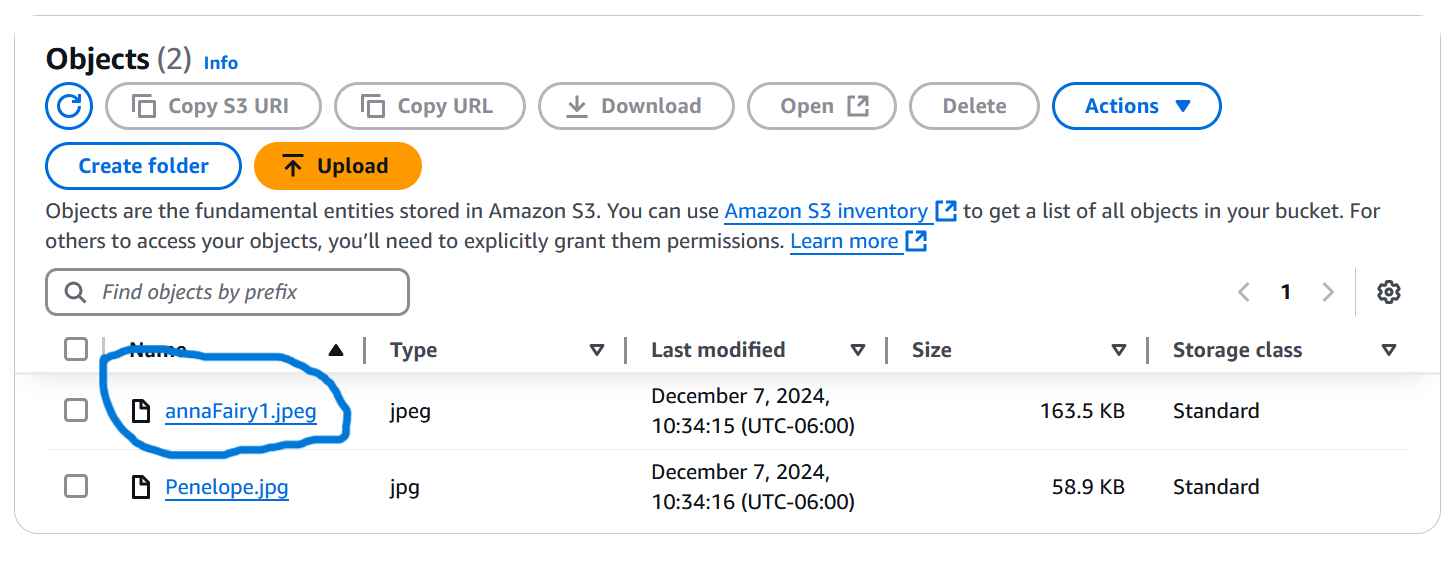 Objects (2) Info
Copy S3 URI Copy URL Download Open Delete Actions
Create folder Upload
Objects are the fundamental entities stored in Amazon S3. You can use Amazon S3 inventory to get a list of all objects in your bucket. For
others to access your objects, you’ll need to explicitly grant them permissions. Learn more
Find objects by prefix 1
Name Type Last modified Size Storage class
annaFairy1.jpeg jpeg December 7, 2024, 10:34:15 (UTC-06:00) 163.5 KB Standard
Penelope.jpg jpg December 7, 2024, 10:34:16 (UTC-06:00) 58.9 KB Standard